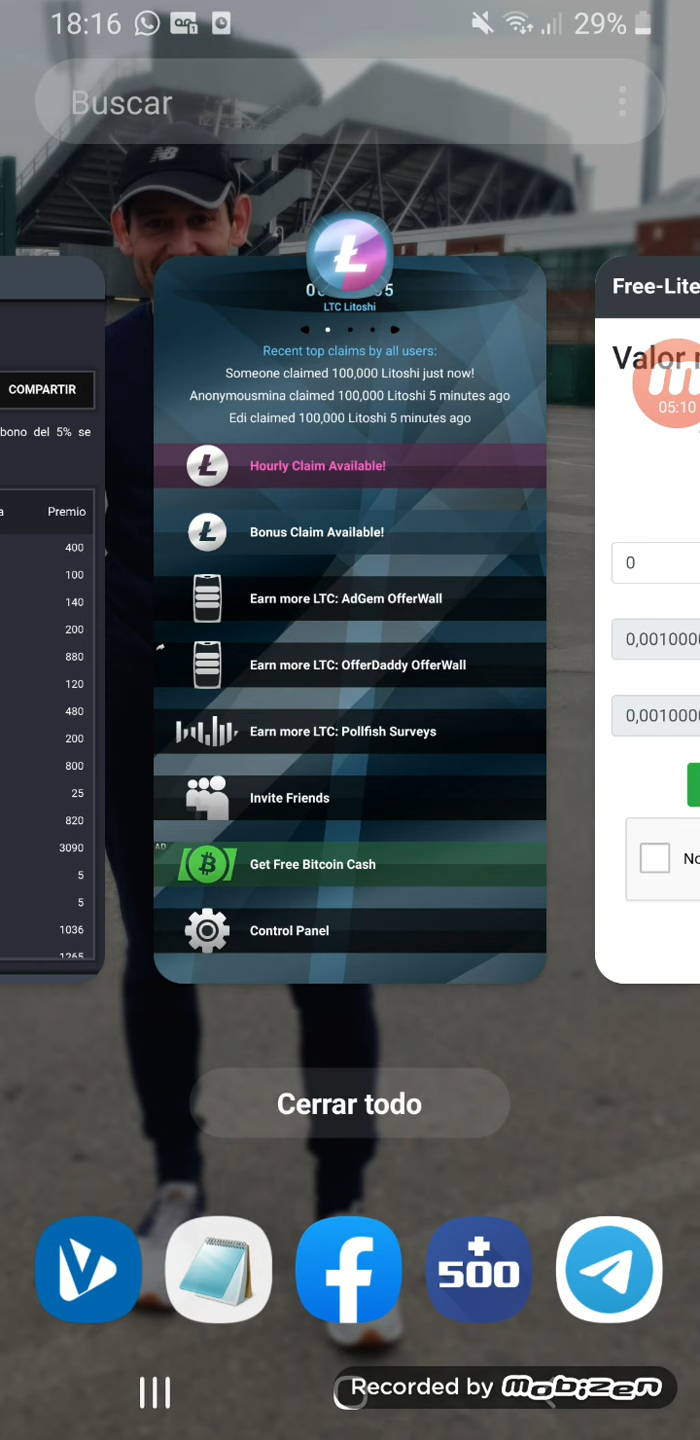 18:16
29%
Buscar
NB
COMPARTIR
bono del 5% se
a Premio
400
100
140
200
880
120
480
200
800
25
820
3090
5
5
1036
1265
LTC Litoshi
Recent top claims by all users:
Someone claimed 100,000 Litoshi just now!
Anonymousmina claimed 100,000 Litoshi 5 minutes ago
Edi claimed 100,000 Litoshi 5 minutes ago
Hourly Claim Available!
Bonus Claim Available!
Earn more LTC: AdGem OfferWall
Earn more LTC: OfferDaddy OfferWall
Earn more LTC: Pollfish Surveys
Invite Friends
AD
Get Free Bitcoin Cash
Control Panel
Free-Lite
Valor
05:10
0
0,0010000
0,0010000
No
Cerrar todo
500
Recorded by mobizen